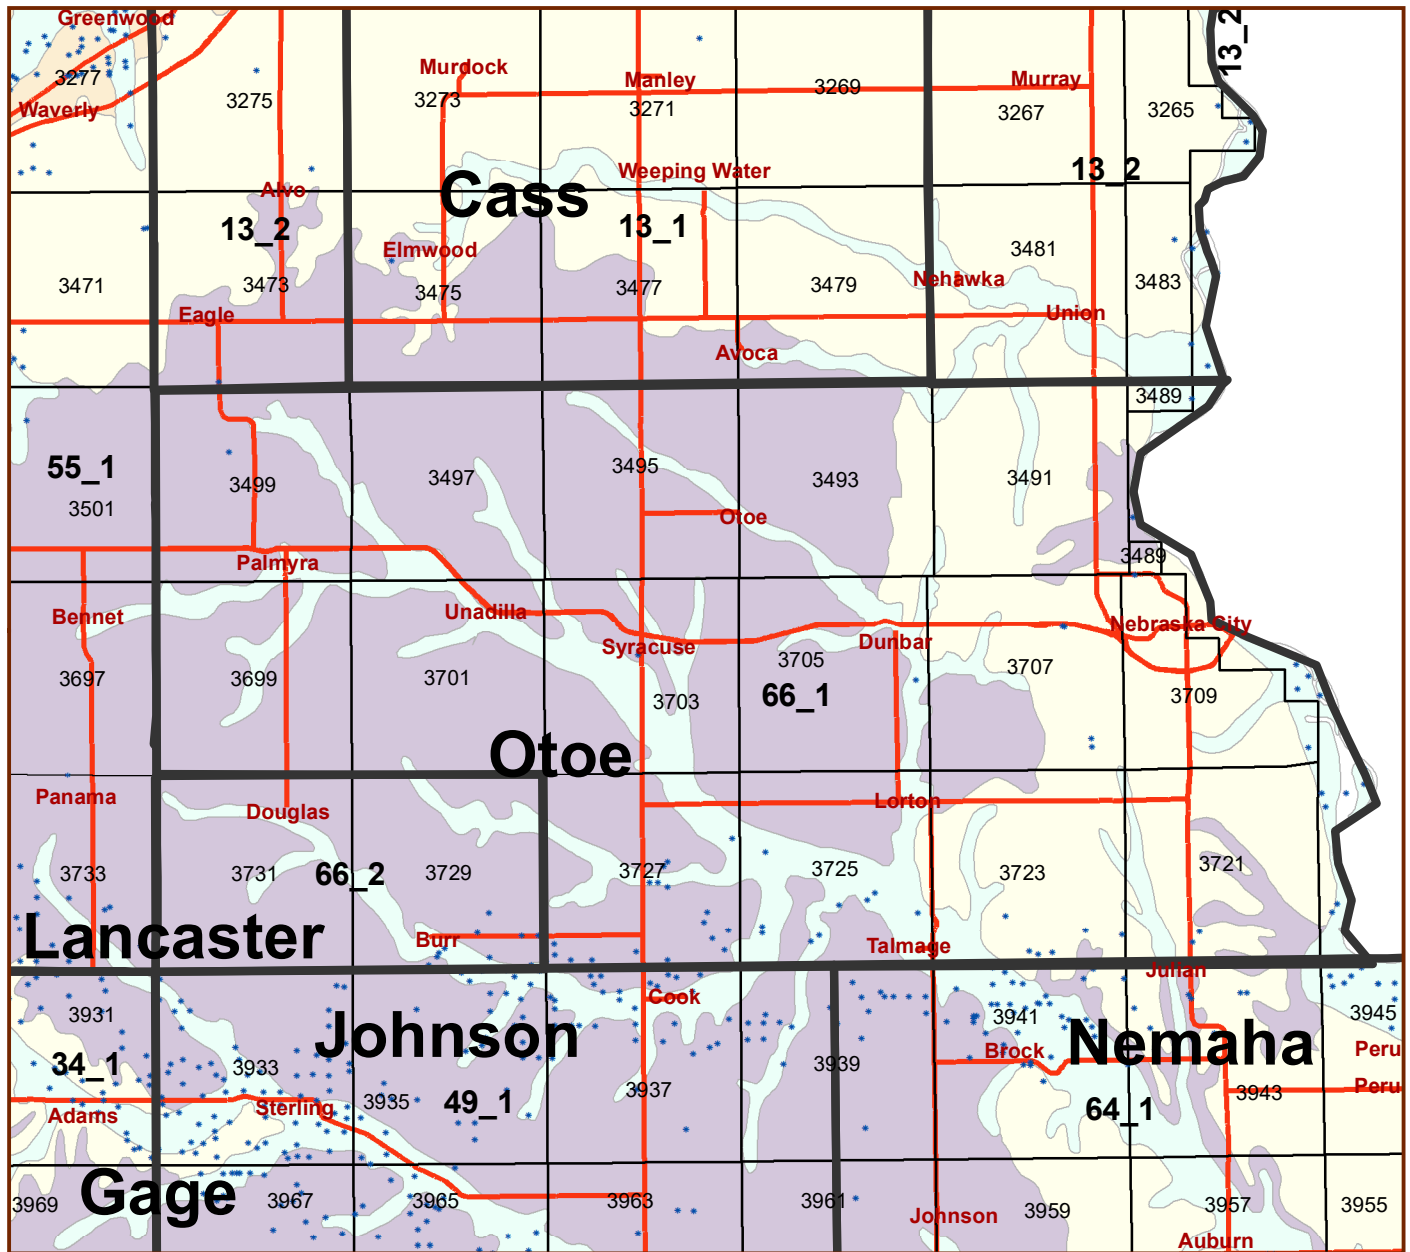 Greenwood
13_2
Murdock
Manley
Murray
3277
3275
3273
3271
3269
3267
3265
Waverly
Weeping Water
13_2
Alvo
Cass
13_2
13_1
Elmwood
3481
3471
3473
3475
3477
3479
Nehawka
3483
Eagle
Union
Avoca
3489
55_1
3501
3499
3497
3495
3493
3491
Otoe
Palmyra
3489
Bennet
Unadilla
Nebraska City
Syracuse
Dunbar
3705
3707
3697
3699
3701
3703
66_1
3709
Otoe
Panama
Douglas
Lorton
3733
3731
66_2
3729
3727
3725
3723
3721
Lancaster
Burr
Talmage
Julian
Cook
3931
3941
3945
Johnson
Nemaha
34_1
3933
Brock
Peru
3939
Peru
3935
49_1
3937
3943
Adams
Sterling
64_1
Gage
3969
3967
3965
3963
3961
Johnson
3959
3957
3955
Auburn